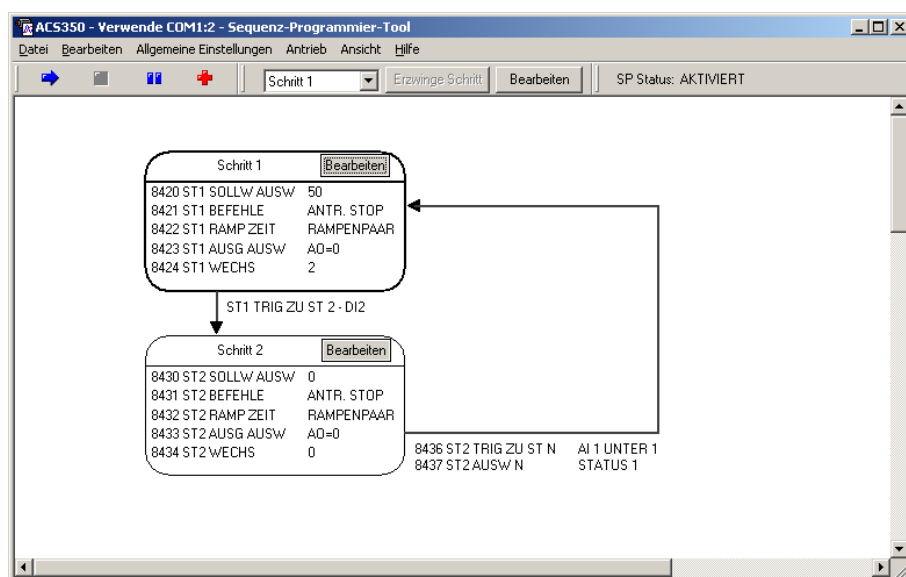 ACS350 - Verwende COM1:2 - Sequenz-Programmier-Tool
Datei Bearbeiten Allgemeine Einstellungen Antrieb Ansicht Hilfe
Schritt 1 Erzwinge Schritt Bearbeiten SP Status: AKTIVIERT
Schritt 1 Bearbeiten
8420 ST1 SOLLW AUSW 50
8421 ST1 BEFEHLE ANTR. STOP
8422 ST1 RAMP ZEIT RAMPENPAAR
8423 ST1 AUSG AUSW AO=0
8424 ST1 WECHS 2
ST1 TRIG ZU ST 2 - DI2
Schritt 2 Bearbeiten
8430 ST2 SOLLW AUSW 0
8431 ST2 BEFEHLE ANTR. STOP
8432 ST2 RAMP ZEIT RAMPENPAAR
8433 ST2 AUSG AUSW AO=0
8434 ST2 WECHS 0
8436 ST2 TRIG ZU ST N AI 1 UNTER 1
8437 ST2 AUSW N STATUS 1